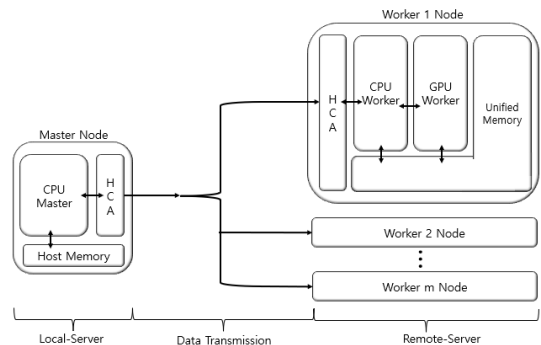 Worker 1 Node
H
C
A
CPU
Worker
GPU
Worker
Unified
Memory
Master Node
CPU
Master
H
C
A
Host Memory
Worker 2 Node
Worker m Node
Local-Server
Data Transmission
Remote-Server